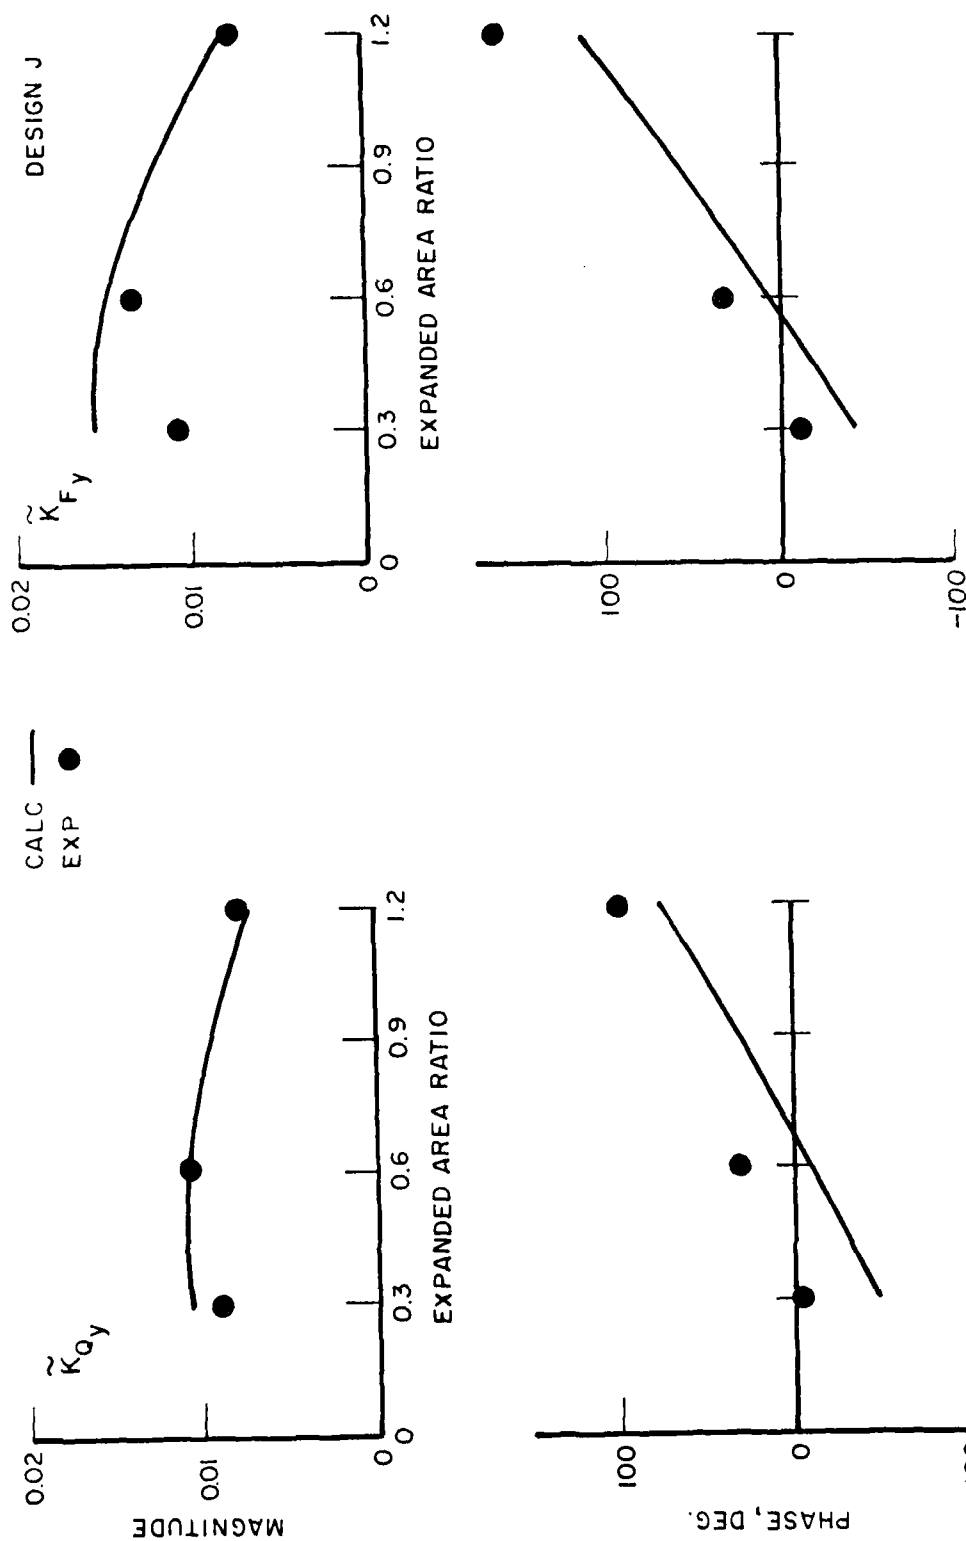 CALC
EXP
DESIGN J
K̃Qy
0.02
0.01
0
MAGNITUDE
0
0.3
0.6
0.9
1.2
EXPANDED AREA RATIO
K̃Fy
0.02
0.01
0
0
0.3
0.6
0.9
1.2
EXPANDED AREA RATIO
100
0
PHASE, DEG.
100
0
-100